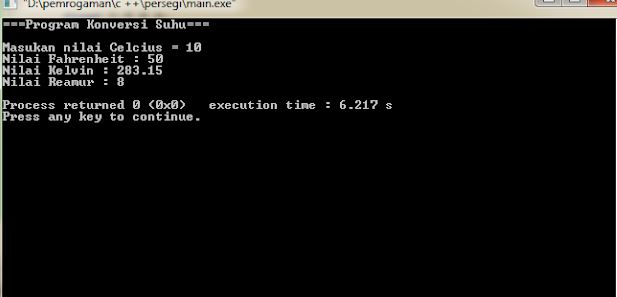 "D:\pemrogaman\c ++\persegi\main.exe"
===Program Konversi Suhu===
Masukan nilai Celcius = 10
Nilai Fahrenheit : 50
Nilai Kelvin : 283.15
Nilai Reamur : 8
Process returned 0 (0x0)   execution time : 6.217 s
Press any key to continue.